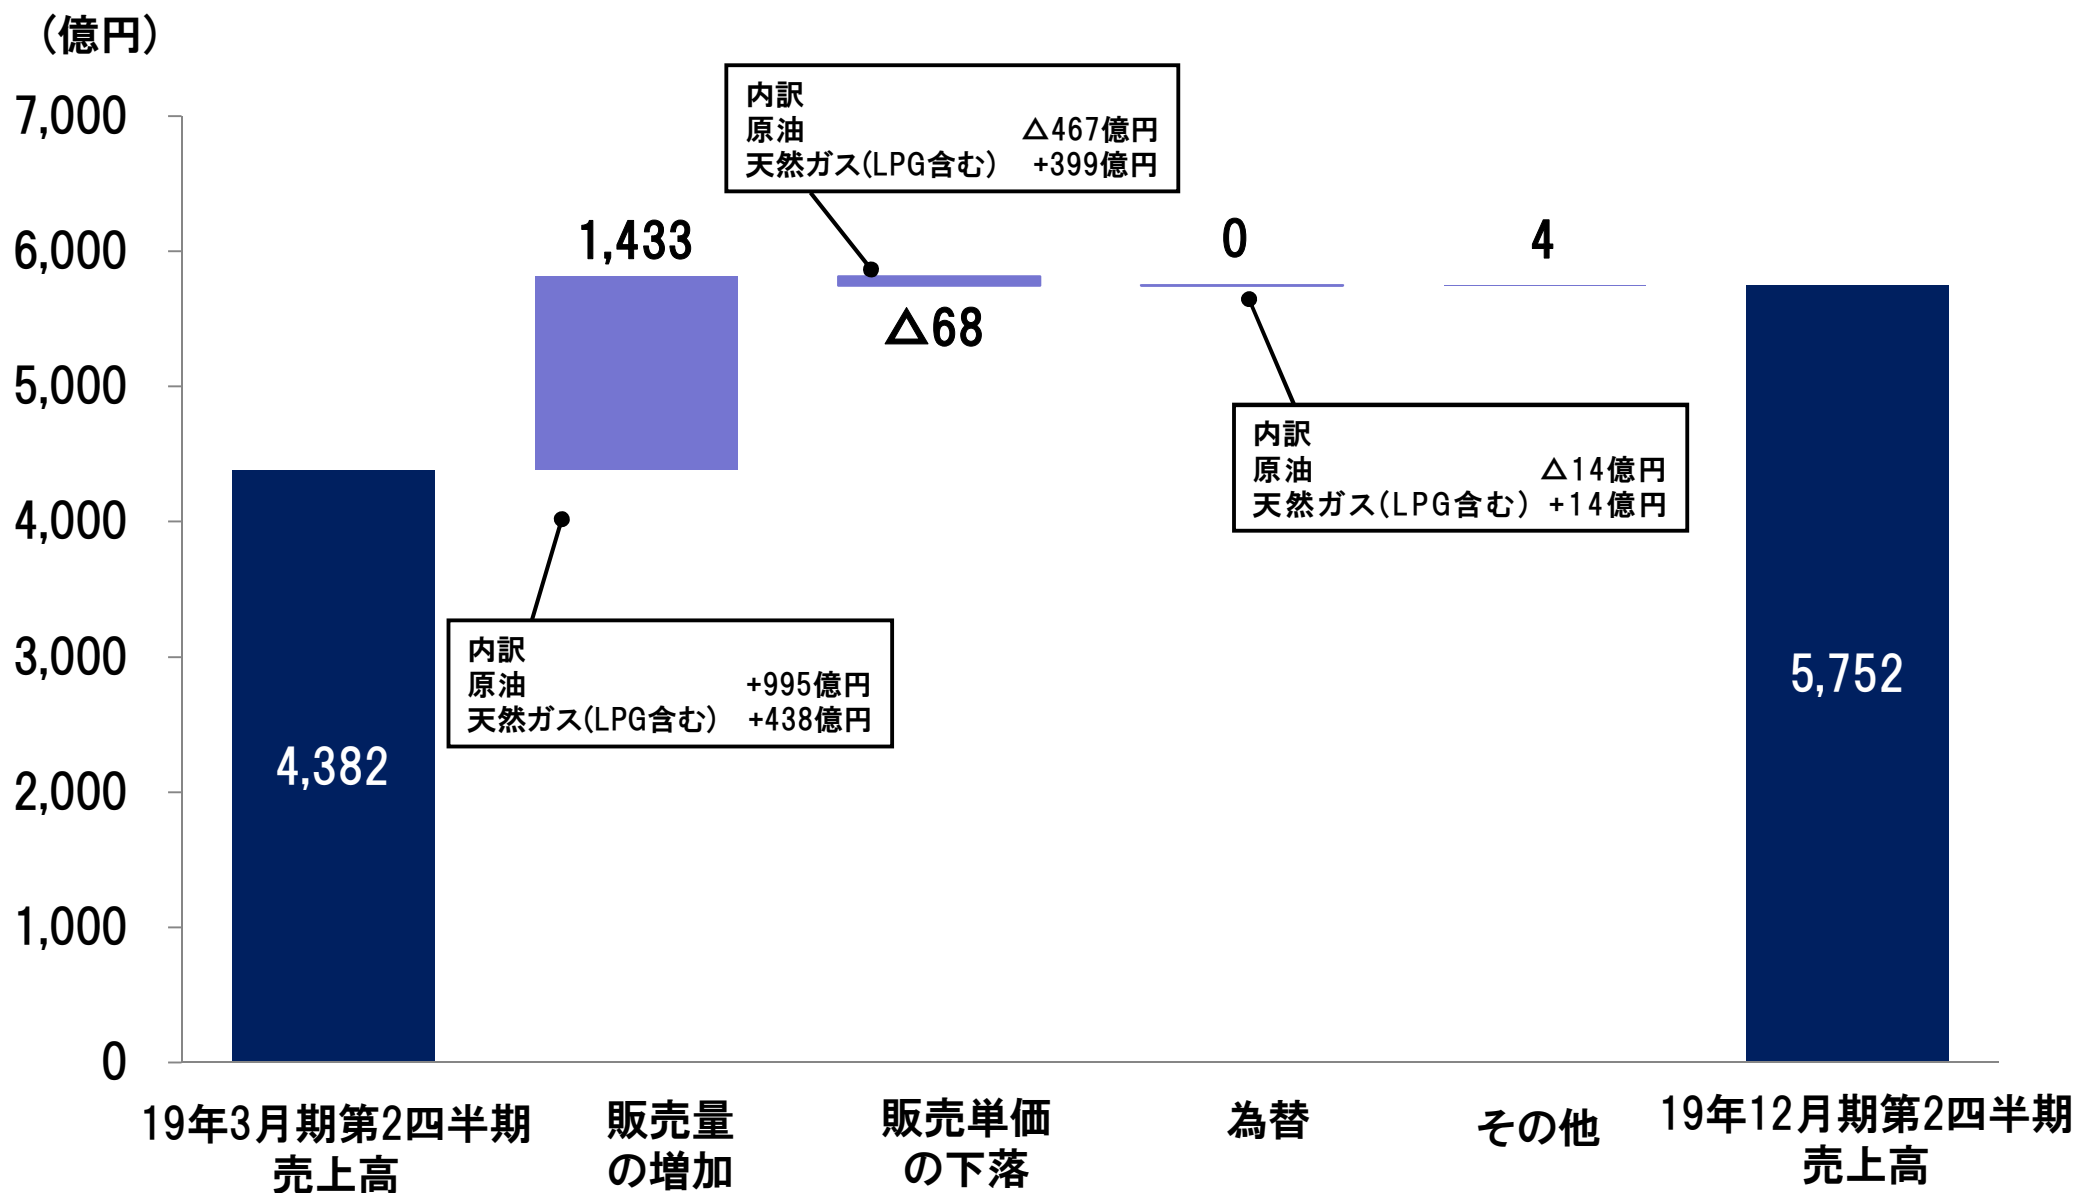 (億円)
7,000
6,000
5,000
4,000
3,000
2,000
1,000
0
内訳
原油 △467億円
天然ガス(LPG含む) +399億円
1,433
△68
0
4
内訳
原油 △14億円
天然ガス(LPG含む) +14億円
内訳
原油 +995億円
天然ガス(LPG含む) +438億円
4,382
5,752
19年3月期第2四半期
売上高
販売量
の増加
販売単価
の下落
為替
その他
19年12月期第2四半期
売上高